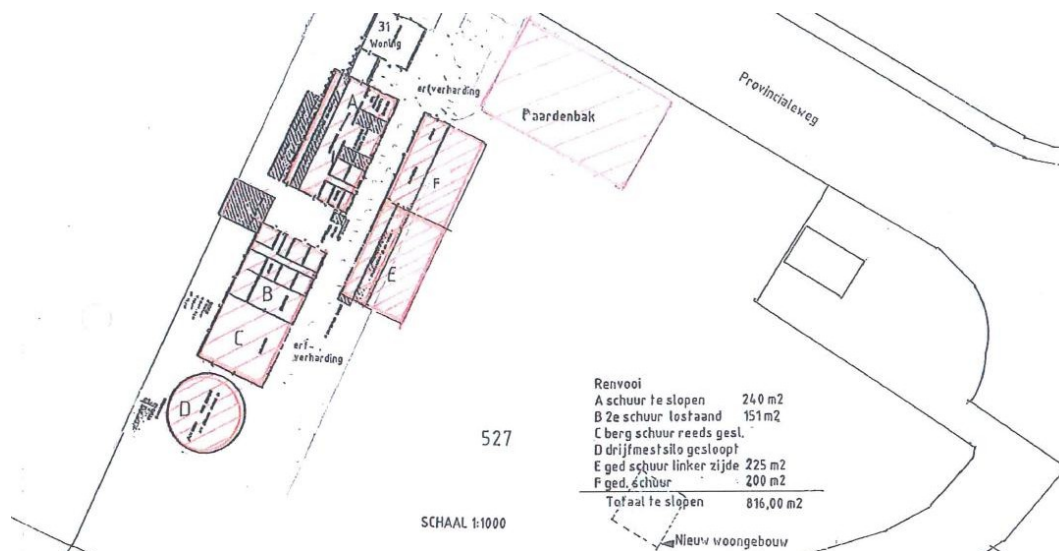 31
Woning
A
erfverharding
Paardenbak
Provincialeweg
F
E
B
C
erf-
verharding
D
527
SCHAAL 1:1000
Renvooi
A schuur te slopen 240 m2
B 2e schuur lostaand 151 m2
C berg schuur reeds gesl.
D drijfmestsilo gesloopt
E ged schuur linker zijde 225 m2
F ged. schuur 200 m2
Totaal te slopen 816,00 m2
Nieuw woongebouw